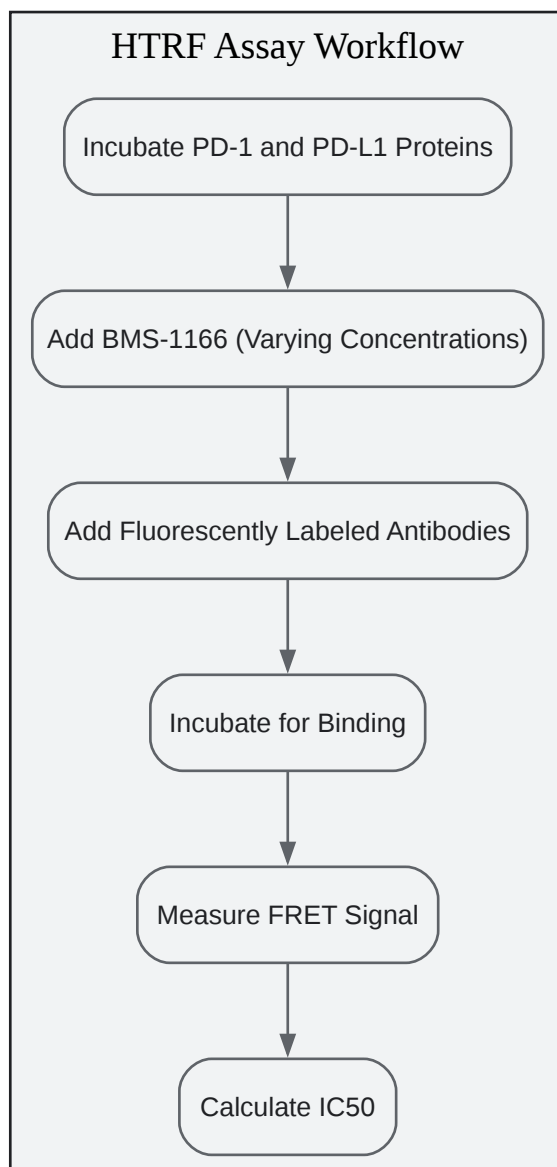 HTRF Assay Workflow
Incubate PD-1 and PD-L1 Proteins
Add BMS-1166 (Varying Concentrations)
Add Fluorescently Labeled Antibodies
Incubate for Binding
Measure FRET Signal
Calculate IC50